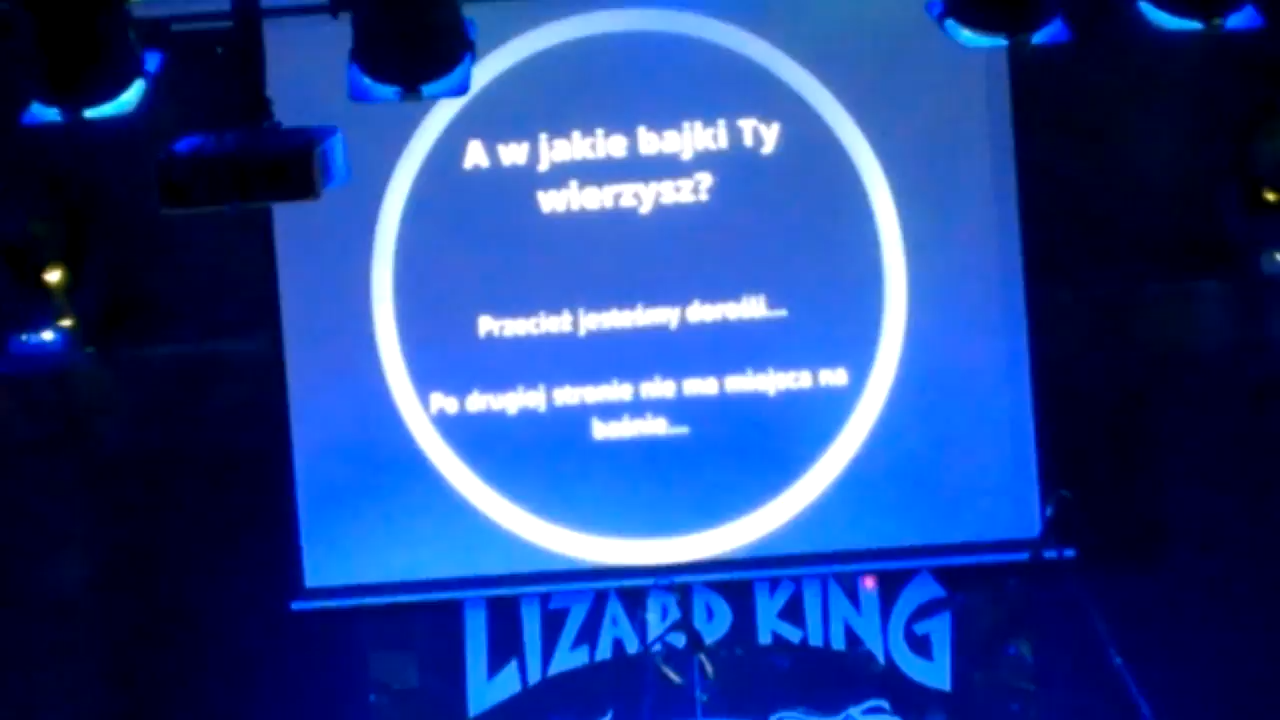 A w jakie bajki Ty
wierzysz?
Przecież jesteśmy dorośli...
Po drugiej stronie nie ma miejsca na
baśnie...
LIZARD KING